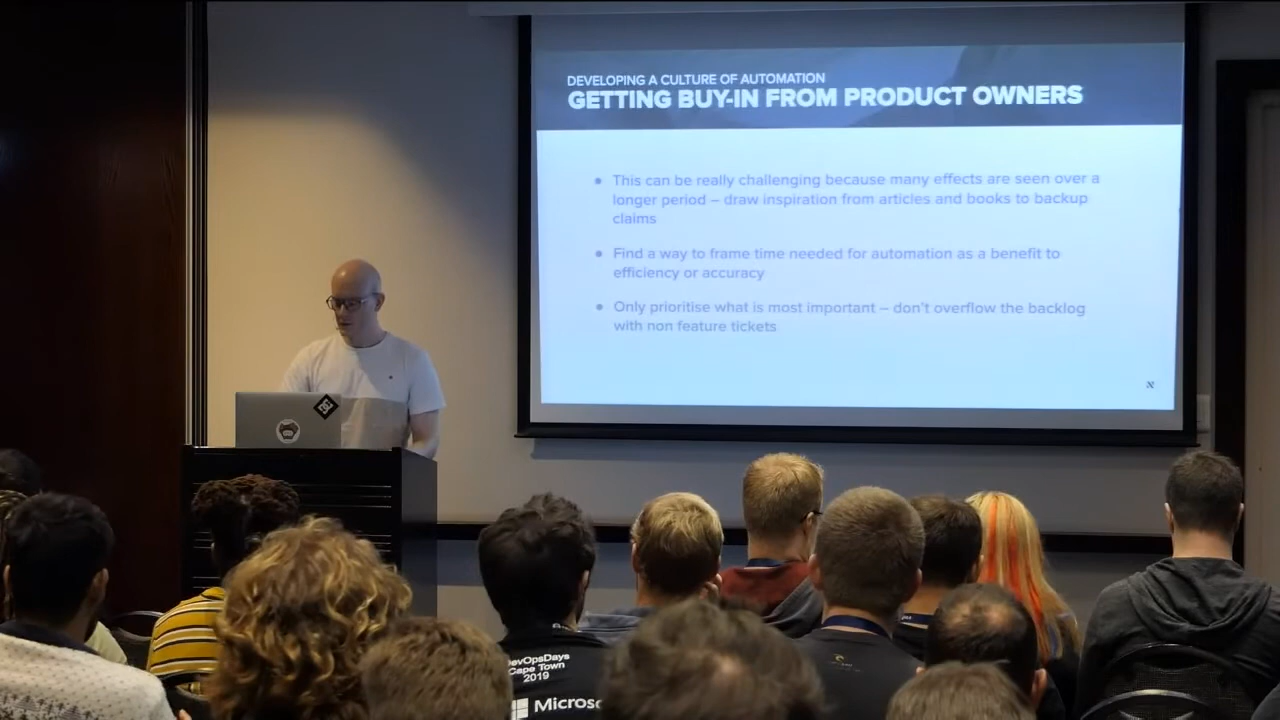 DEVELOPING A CULTURE OF AUTOMATION
GETTING BUY-IN FROM PRODUCT OWNERS
• This can be really challenging because many effects are seen over a
longer period – draw inspiration from articles and books to backup
claims
• Find a way to frame time needed for automation as a benefit to
efficiency or accuracy
• Only prioritise what is most important – don't overflow the backlog
with non feature tickets
DevOpsDays
Cape Town
2019
Microso